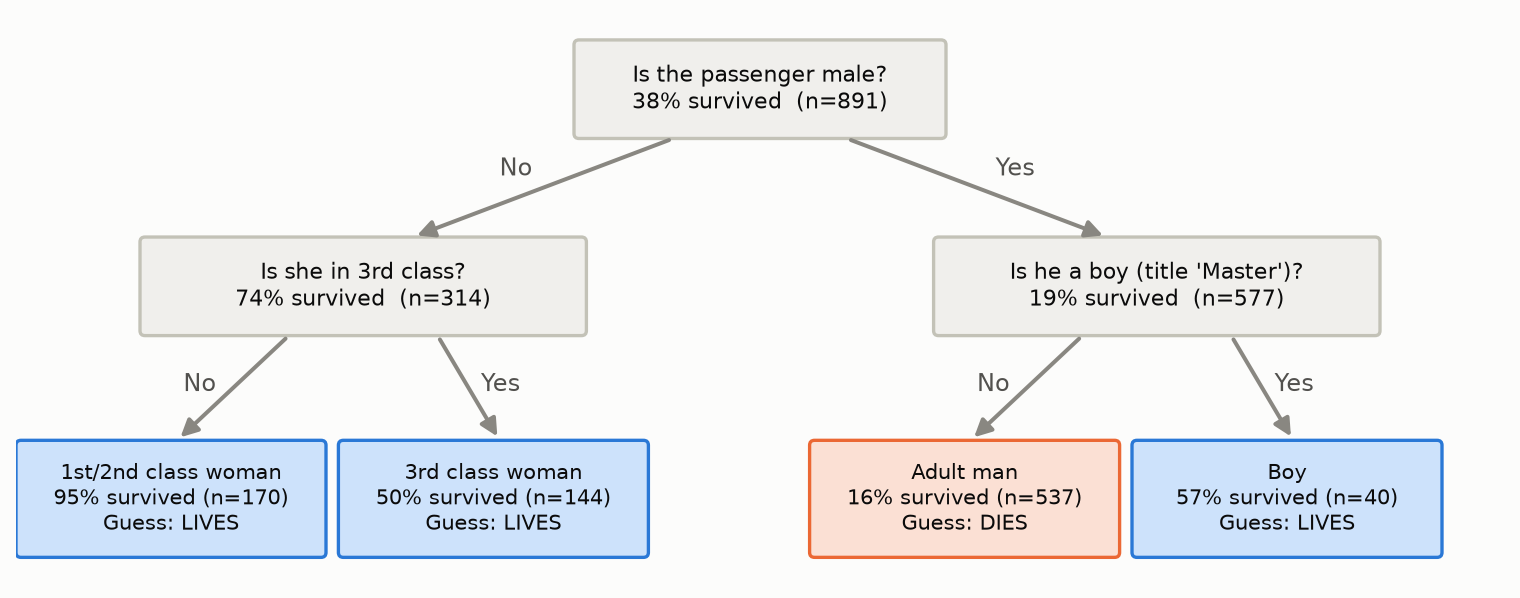 Is the passenger male?
38% survived  (n=891)
No
Yes
Is she in 3rd class?
74% survived  (n=314)
Is he a boy (title 'Master')?
19% survived  (n=577)
No
Yes
No
Yes
1st/2nd class woman
95% survived (n=170)
Guess: LIVES
3rd class woman
50% survived (n=144)
Guess: LIVES
Adult man
16% survived (n=537)
Guess: DIES
Boy
57% survived (n=40)
Guess: LIVES